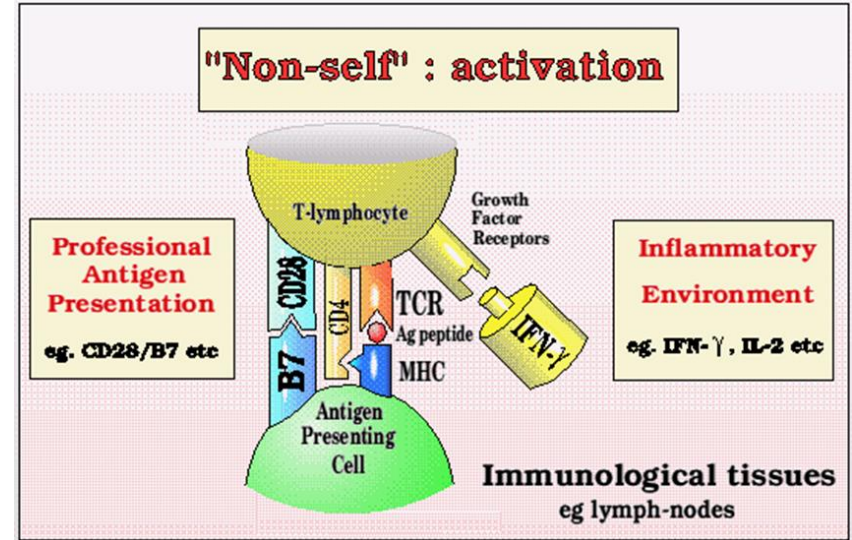 "Non-self" : activation
T-lymphocyte
Growth
Factor
Receptors
Professional
Antigen
Presentation
eg. CD28/B7 etc
Inflammatory
Environment
eg. IFN-γ, IL-2 etc
CD28
CD4
TCR
Ag peptide
IFN-γ
B7
MHC
Antigen
Presenting
Cell
Immunological tissues
eg lymph-nodes